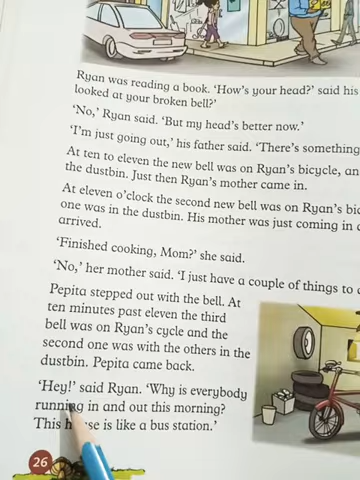 Ryan was reading a book. ‘How's your head?’ said his
looked at your broken bell?’
‘No,’ Ryan said. ‘But my head's better now.’
‘I'm just going out,’ his father said. ‘There's something
At ten to eleven the new bell was on Ryan's bicycle, an
the dustbin. Just then Ryan's mother came in.
At eleven o'clock the second new bell was on Ryan's bic
one was in the dustbin. His mother was just coming in
arrived.
‘Finished cooking, Mom?’ she said.
‘No,’ her mother said. ‘I just have a couple of things to
Pepita stepped out with the bell. At
ten minutes past eleven the third
bell was on Ryan's cycle and the
second one was with the others in the
dustbin. Pepita came back.
‘Hey!’ said Ryan. ‘Why is everybody
running in and out this morning?
This house is like a bus station.’
26